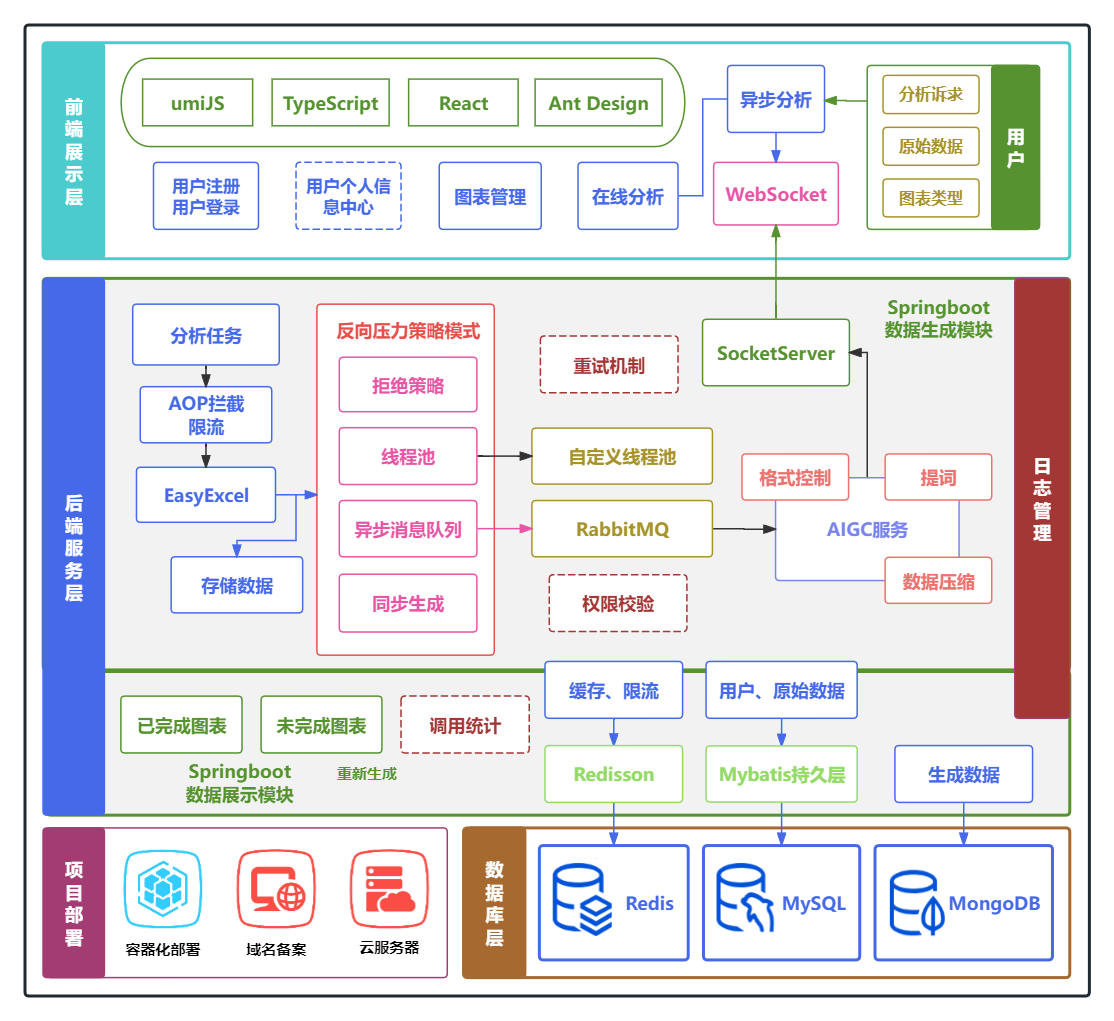 前端展示层
umiJS
TypeScript
React
Ant Design
用户注册
用户登录
用户个人信
息中心
图表管理
在线分析
异步分析
WebSocket
分析诉求
原始数据
图表类型
用户
后端服务层
分析任务
AOP拦截
限流
EasyExcel
存储数据
反向压力策略模式
拒绝策略
线程池
异步消息队列
同步生成
重试机制
自定义线程池
RabbitMQ
权限校验
SocketServer
Springboot
数据生成模块
格式控制
提词
AIGC服务
数据压缩
日志管理
已完成图表
未完成图表
调用统计
Springboot
数据展示模块
重新生成
缓存、限流
用户、原始数据
Redisson
Mybatis持久层
生成数据
项目部署
容器化部署
域名备案
云服务器
数据库层
Redis
MySQL
MongoDB